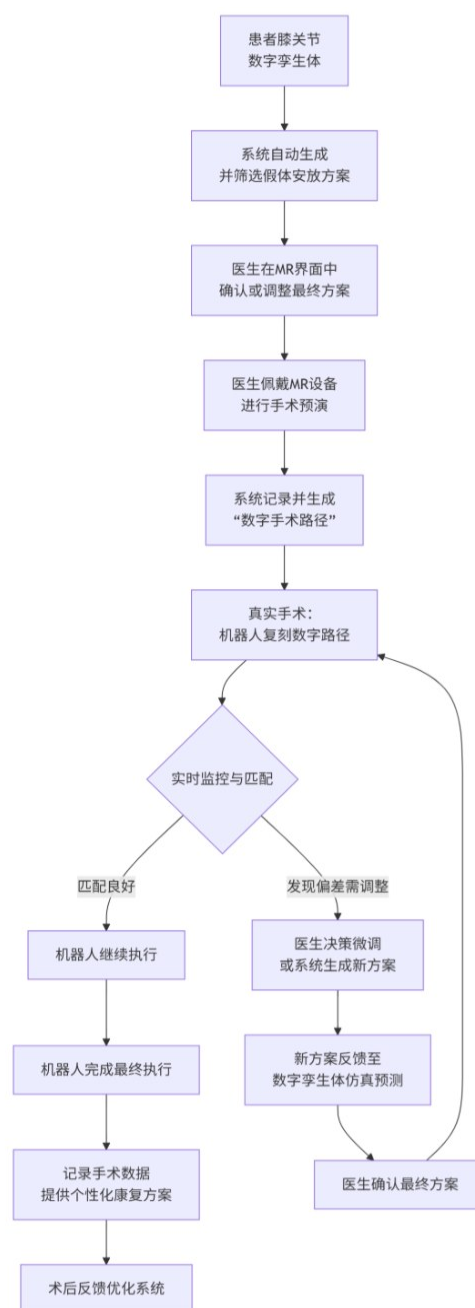 患者膝关节
数字孪生体
系统自动生成
并筛选假体安放方案
医生在MR界面中
确认或调整最终方案
医生佩戴MR设备
进行手术预演
系统记录并生成
“数字手术路径”
真实手术：
机器人复刻数字路径
实时监控与匹配
匹配良好
发现偏差需调整
机器人继续执行
医生决策微调
或系统生成新方案
机器人完成最终执行
新方案反馈至
数字孪生体仿真预测
记录手术数据
提供个性化康复方案
医生确认最终方案
术后反馈优化系统